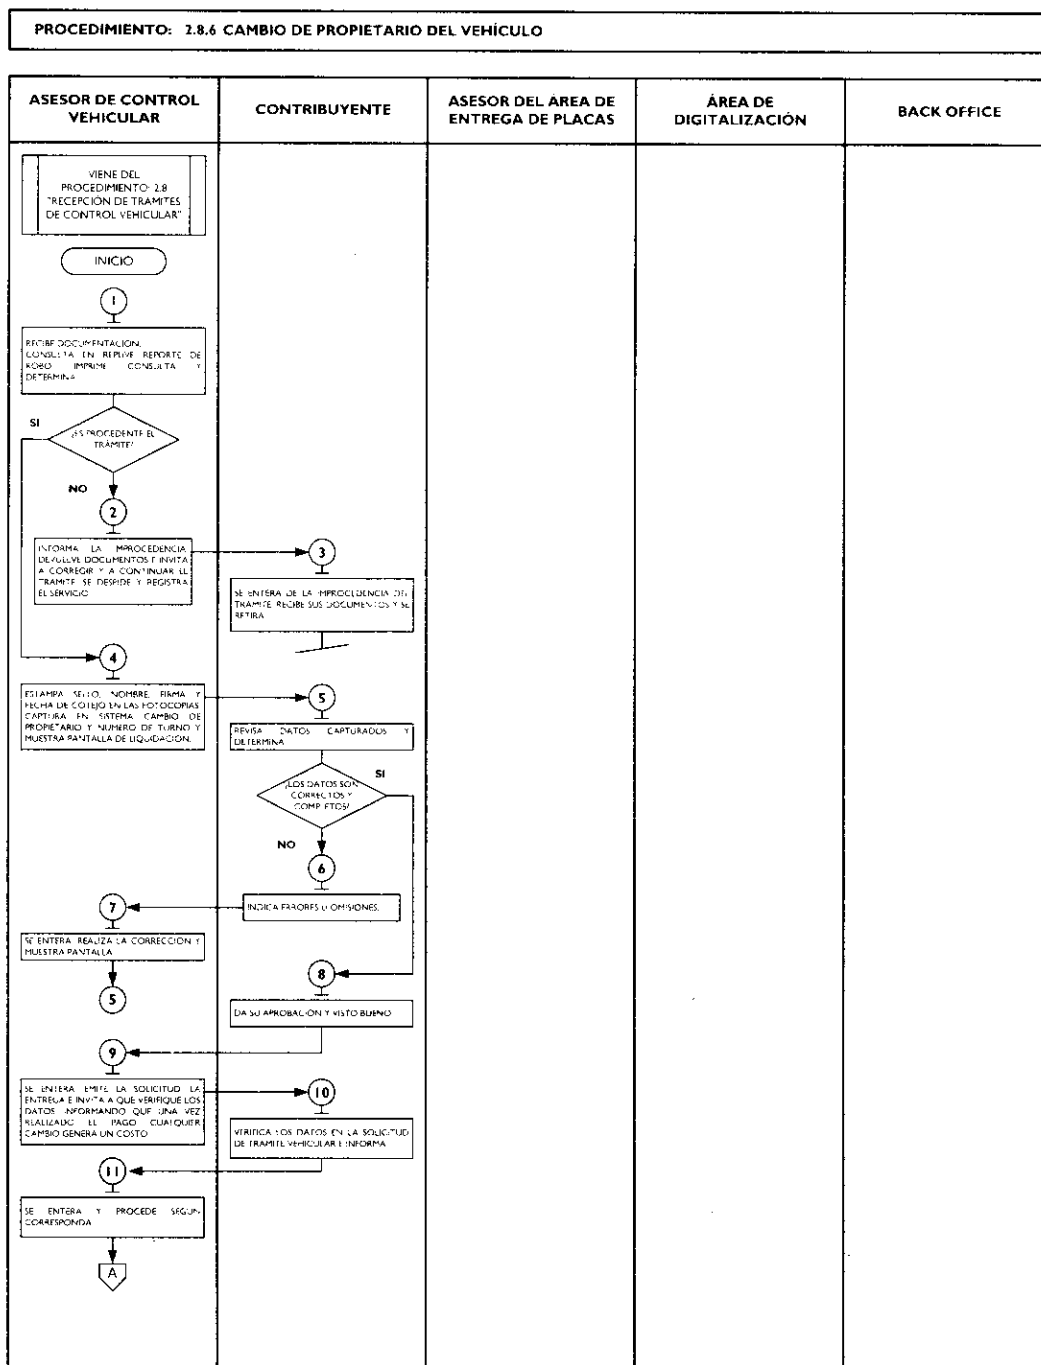 PROCEDIMIENTO: 2.8.6 CAMBIO DE PROPIETARIO DEL VEHÍCULO
ASESOR DE CONTROL
VEHICULAR
CONTRIBUYENTE
ASESOR DEL ÁREA DE
ENTREGA DE PLACAS
ÁREA DE
DIGITALIZACIÓN
BACK OFFICE
VIENE DEL
PROCEDIMIENTO: 2.8
"RECEPCIÓN DE TRÁMITES
DE CONTROL VEHICULAR"
INICIO
1
RECIBE DOCUMENTACIÓN,
CONSULTA EN REPUVE REPORTE DE
ROBO IMPRIME CONSULTA Y
DETERMINA
SI
¿ES PROCEDENTE EL
TRÁMITE?
NO
2
INFORMA LA IMPROCEDENCIA
DEVUELVE DOCUMENTOS E INVITA
A CORREGIR Y A CONTINUAR EL
TRAMITE SE DESPIDE Y REGISTRA
EL SERVICIO
3
SE ENTERA DE LA IMPROCEDENCIA DEL
TRAMITE RECIBE SUS DOCUMENTOS Y SE
RETIRA
4
ESTAMPA SELLO, NOMBRE, FIRMA Y
FECHA DE COTEJO EN LAS FOTOCOPIAS
CAPTURA EN SISTEMA CAMBIO DE
PROPIETARIO Y NUMERO DE TURNO Y
MUESTRA PANTALLA DE LIQUIDACIÓN.
5
REVISA DATOS CAPTURADOS Y
DETERMINA
¿LOS DATOS SON
CORRECTOS Y
COMPLETOS?
SI
NO
6
INDICA ERRORES U OMISIONES.
7
SE ENTERA REALIZA LA CORRECCIÓN Y
MUESTRA PANTALLA
5
8
DA SU APROBACIÓN Y VISTO BUENO
9
SE ENTERA EMITE LA SOLICITUD LA
ENTREGA E INVITA A QUE VERIFIQUE LOS
DATOS INFORMANDO QUE UNA VEZ
REALIZADO EL PAGO CUALQUIER
CAMBIO GENERA UN COSTO
10
VERIFICA LOS DATOS EN LA SOLICITUD
DE TRAMITE VEHICULAR E INFORMA
11
SE ENTERA Y PROCEDE SEGÚN
CORRESPONDA
A